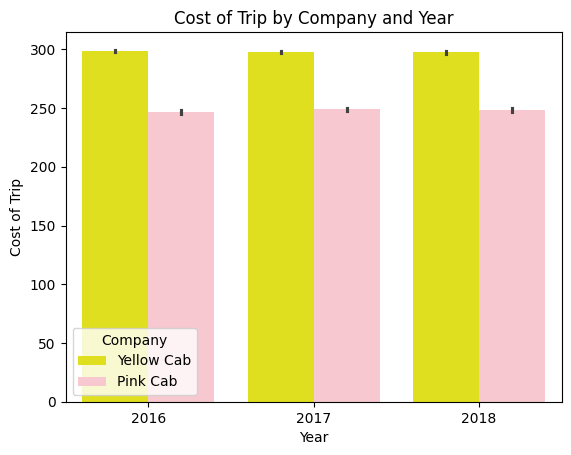 Cost of Trip by Company and Year
Cost of Trip
300
250
200
150
100
50
0
Company
Yellow Cab
Pink Cab
2016
2017
2018
Year